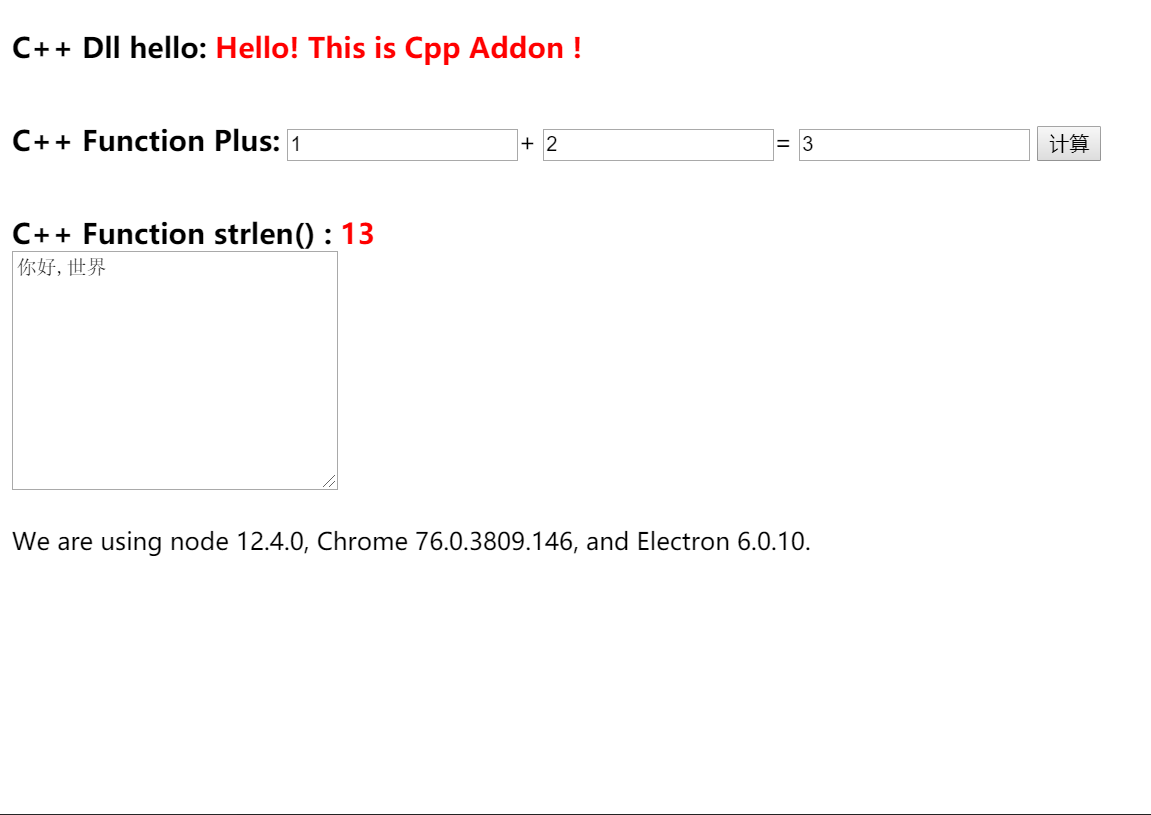 C++ Dll hello: Hello! This is Cpp Addon !
C++ Function Plus: 1 + 2 = 3 计算
C++ Function strlen() : 13
你好,世界
We are using node 12.4.0, Chrome 76.0.3809.146, and Electron 6.0.10.